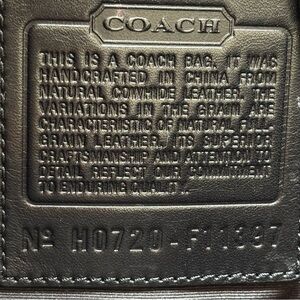 COACH
THIS IS A COACH BAG. IT WAS
HANDCRAFTED IN CHINA FROM
NATURAL COWHIDE LEATHER. THE
VARIATIONS IN THE GRAIN ARE
CHARACTERISTIC OF NATURAL FULL
GRAIN LEATHER. ITS SUPERIOR
CRAFTSMANSHIP AND ATTENTION TO
DETAIL REFLECT OUR COMMITMENT
TO ENDURING QUALITY.
Nº H0720-F11387